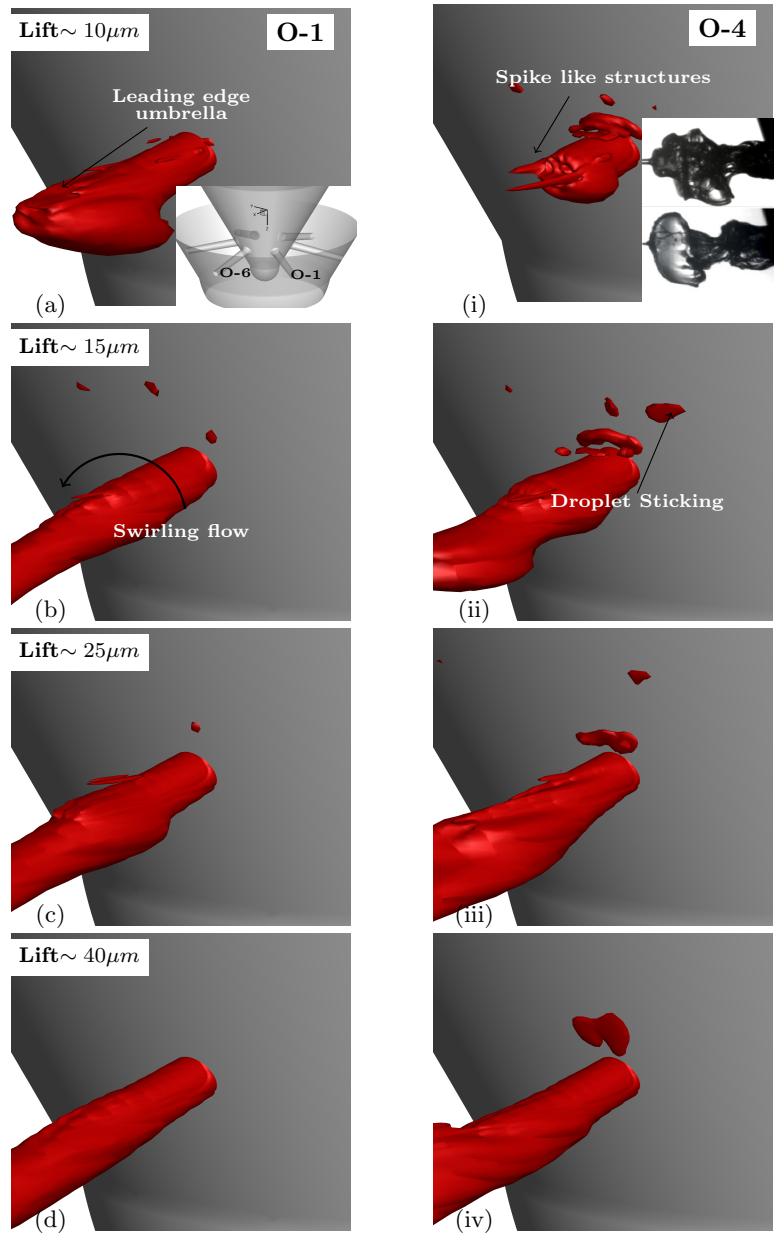 Lift∼ 10μm
O-1
Leading edge
umbrella
O-6
O-1
(a)
O-4
Spike like structures
(i)
Lift∼ 15μm
Swirling flow
(b)
Droplet Sticking
(ii)
Lift∼ 25μm
(c)
(iii)
Lift∼ 40μm
(d)
(iv)